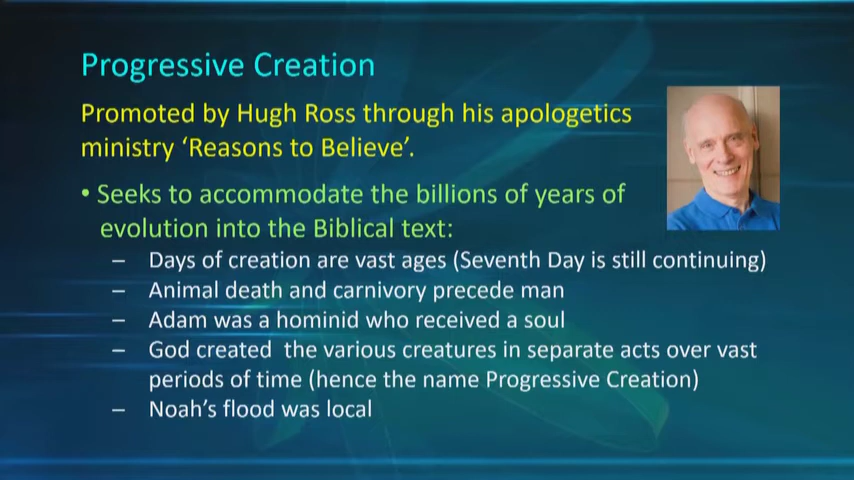 Progressive Creation
Promoted by Hugh Ross through his apologetics
ministry ‘Reasons to Believe’.
• Seeks to accommodate the billions of years of
evolution into the Biblical text:
– Days of creation are vast ages (Seventh Day is still continuing)
– Animal death and carnivory precede man
– Adam was a hominid who received a soul
– God created the various creatures in separate acts over vast
periods of time (hence the name Progressive Creation)
– Noah’s flood was local